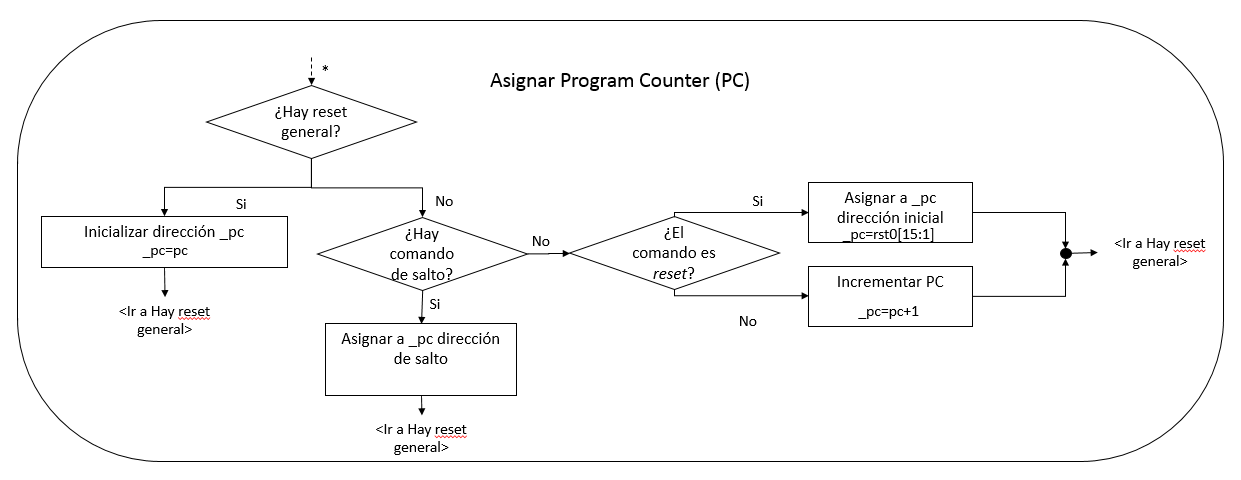 *
Asignar Program Counter (PC)
¿Hay reset
general?
Si
No
Inicializar dirección _pc
_pc=pc
<Ir a Hay reset
general>
¿Hay
comando
de salto?
Si
Asignar a _pc dirección
de salto
<Ir a Hay reset
general>
No
¿El
comando es
reset?
Si
Asignar a _pc
dirección inicial
_pc=rst0[15:1]
No
Incrementar PC
_pc=pc+1
<Ir a Hay reset
general>